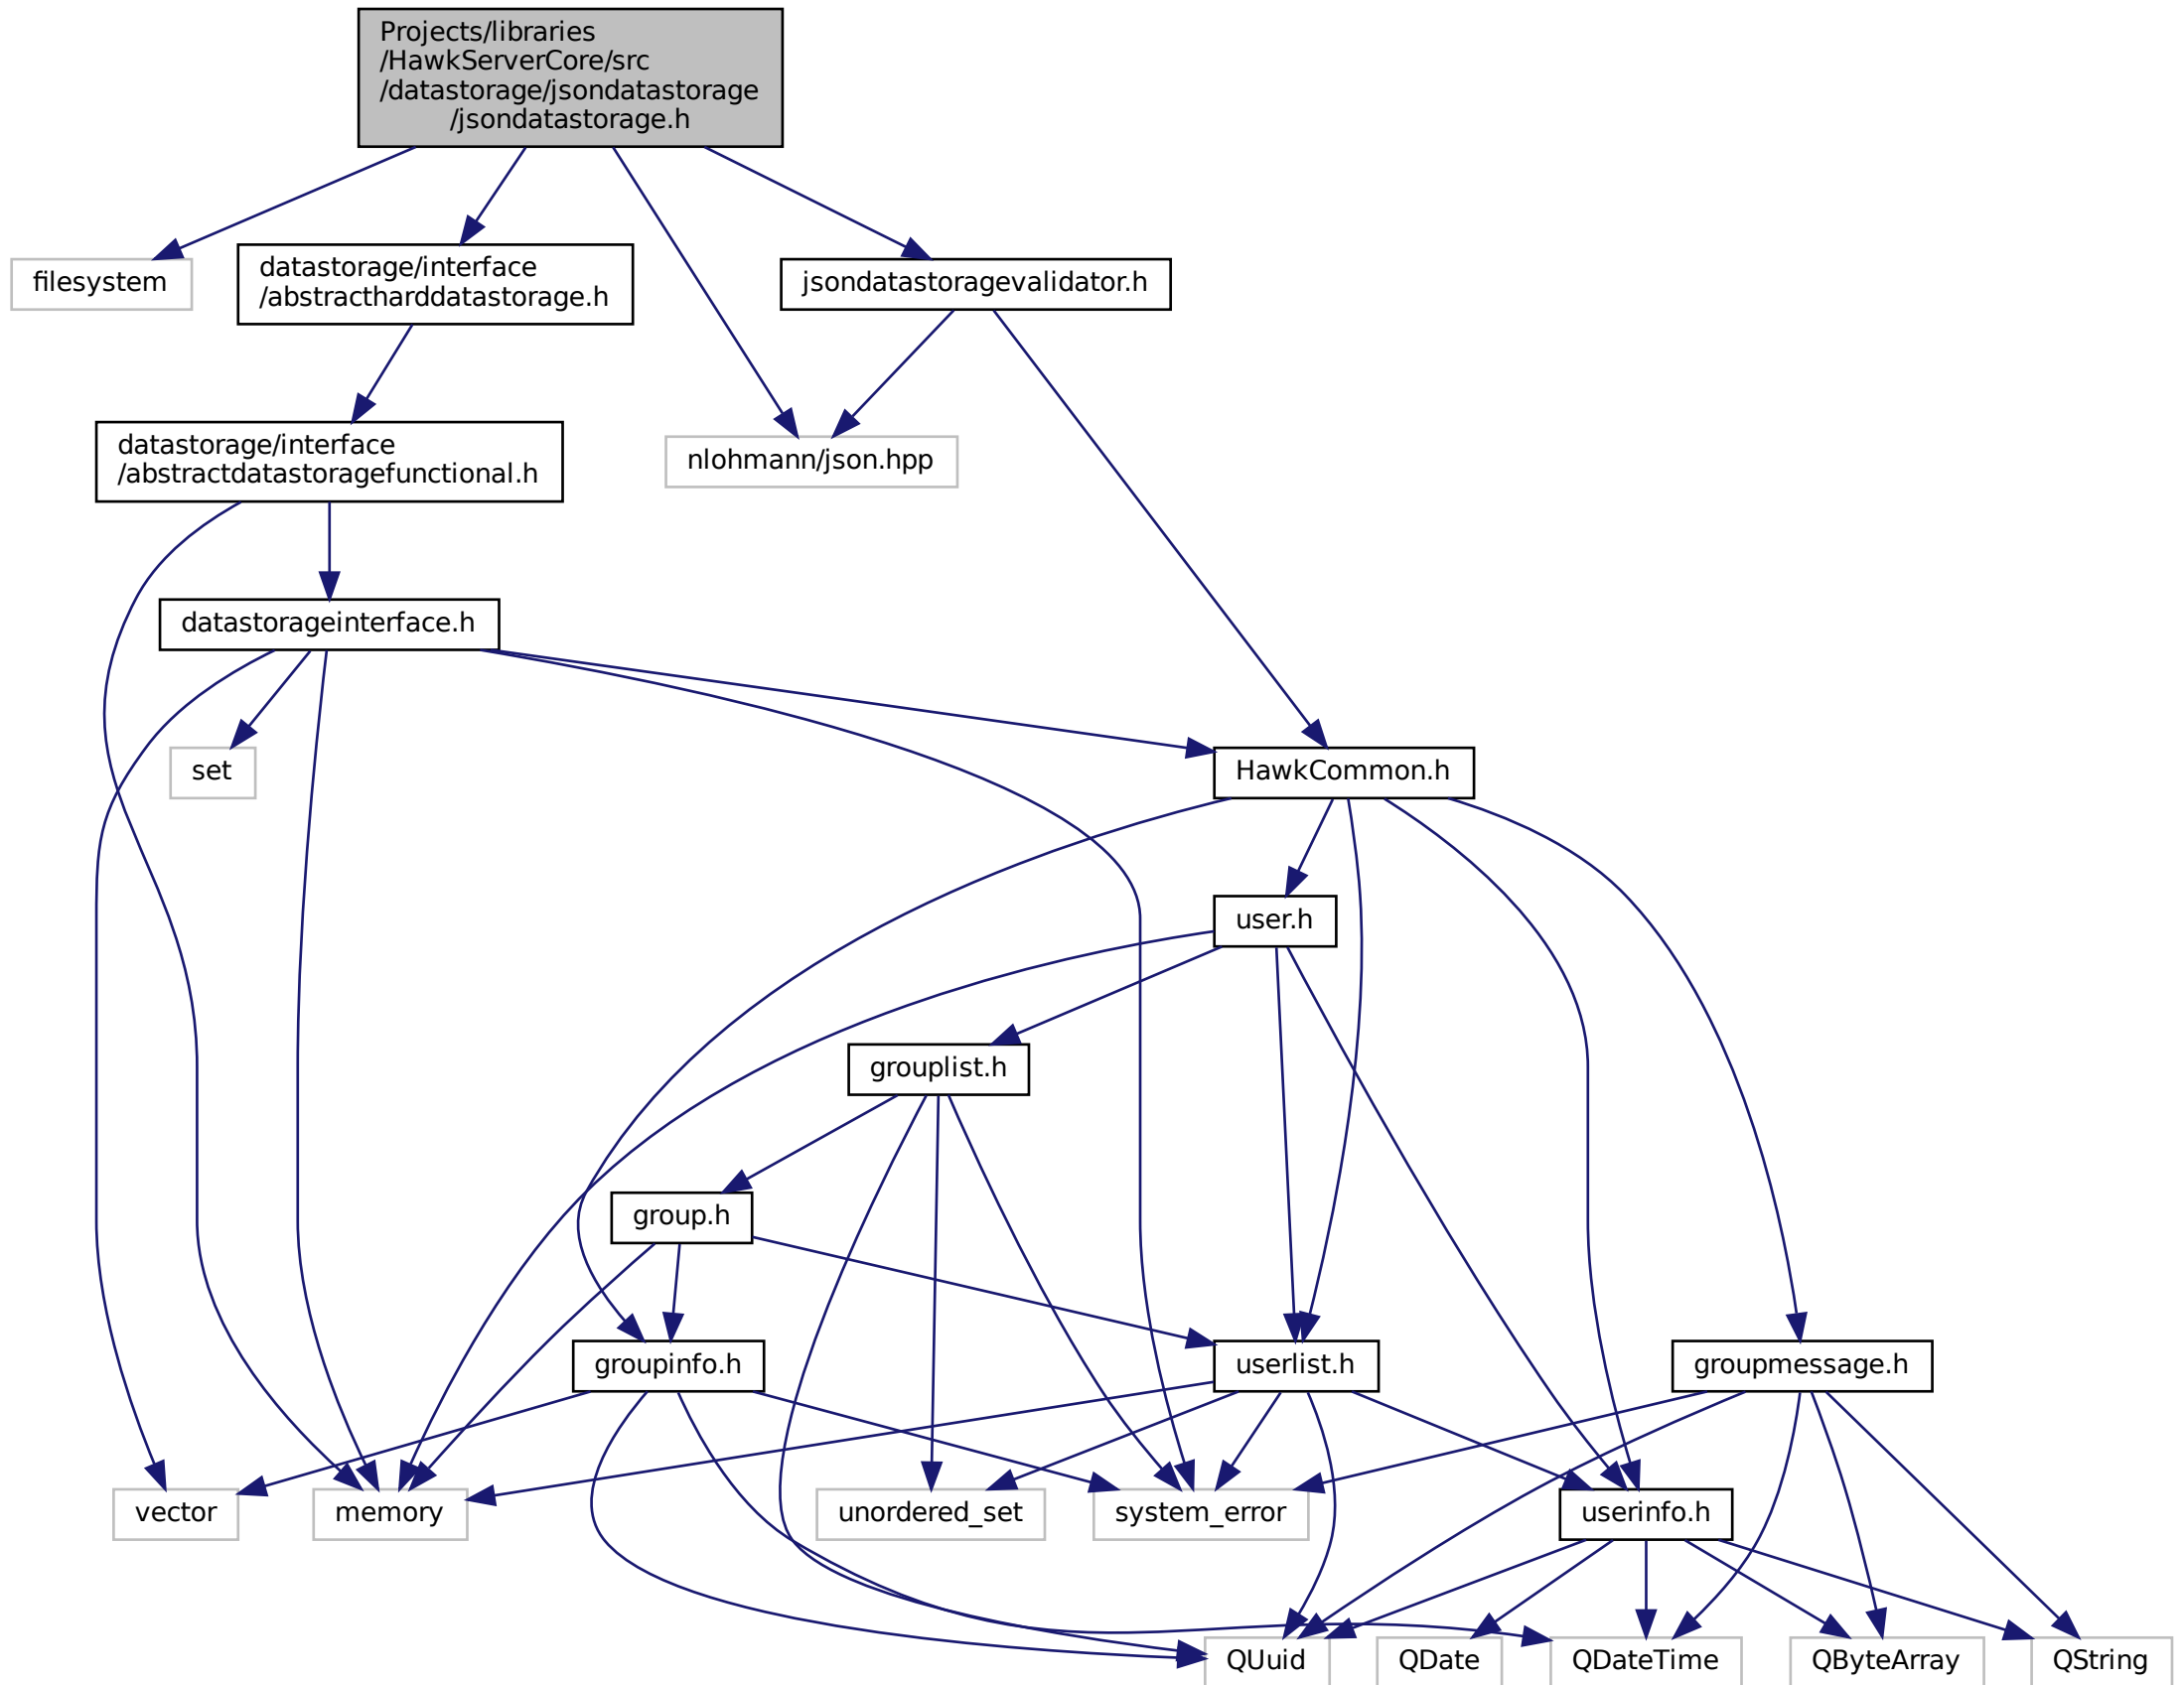 Projects/libraries
/HawkServerCore/src
/datastorage/jsondatastorage
/jsondatastorage.h
filesystem
datastorage/interface
/abstractharddatastorage.h
jsondatastoragevalidator.h
datastorage/interface
/abstractdatastoragefunctional.h
nlohmann/json.hpp
datastorageinterface.h
set
HawkCommon.h
user.h
grouplist.h
group.h
groupinfo.h
userlist.h
groupmessage.h
vector
memory
unordered_set
system_error
userinfo.h
QUuid
QDate
QDateTime
QByteArray
QString